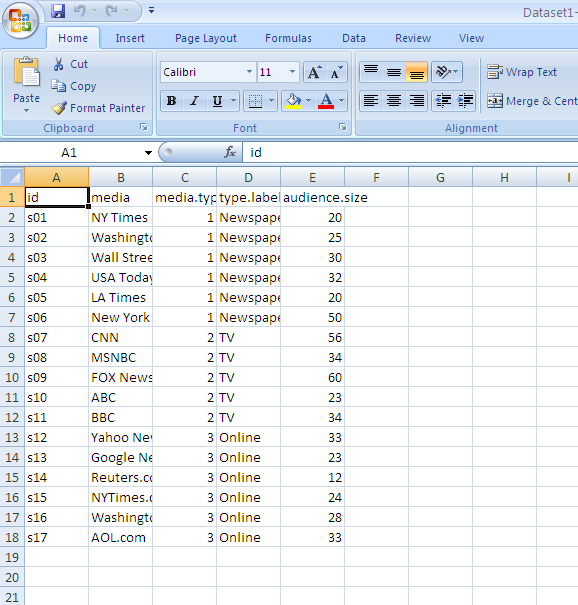 Dataset1-
Home Insert Page Layout Formulas Data Review View
Cut
Copy
Format Painter
Paste
Calibri 11
A A
B I U A
Wrap Text
Merge & Cent
Clipboard Font Alignment
A1 fx id
A B C D E F G H I
1 id media media.typ type.label audience.size
2 s01 NY Times 1 Newspape 20
3 s02 Washingto 1 Newspape 25
4 s03 Wall Stree 1 Newspape 30
5 s04 USA Today 1 Newspape 32
6 s05 LA Times 1 Newspape 20
7 s06 New York 1 Newspape 50
8 s07 CNN 2 TV 56
9 s08 MSNBC 2 TV 34
10 s09 FOX News 2 TV 60
11 s10 ABC 2 TV 23
12 s11 BBC 2 TV 34
13 s12 Yahoo Nev 3 Online 33
14 s13 Google Ne 3 Online 23
15 s14 Reuters.co 3 Online 12
16 s15 NYTimes.c 3 Online 24
17 s16 Washingto 3 Online 28
18 s17 AOL.com 3 Online 33
19
20
21